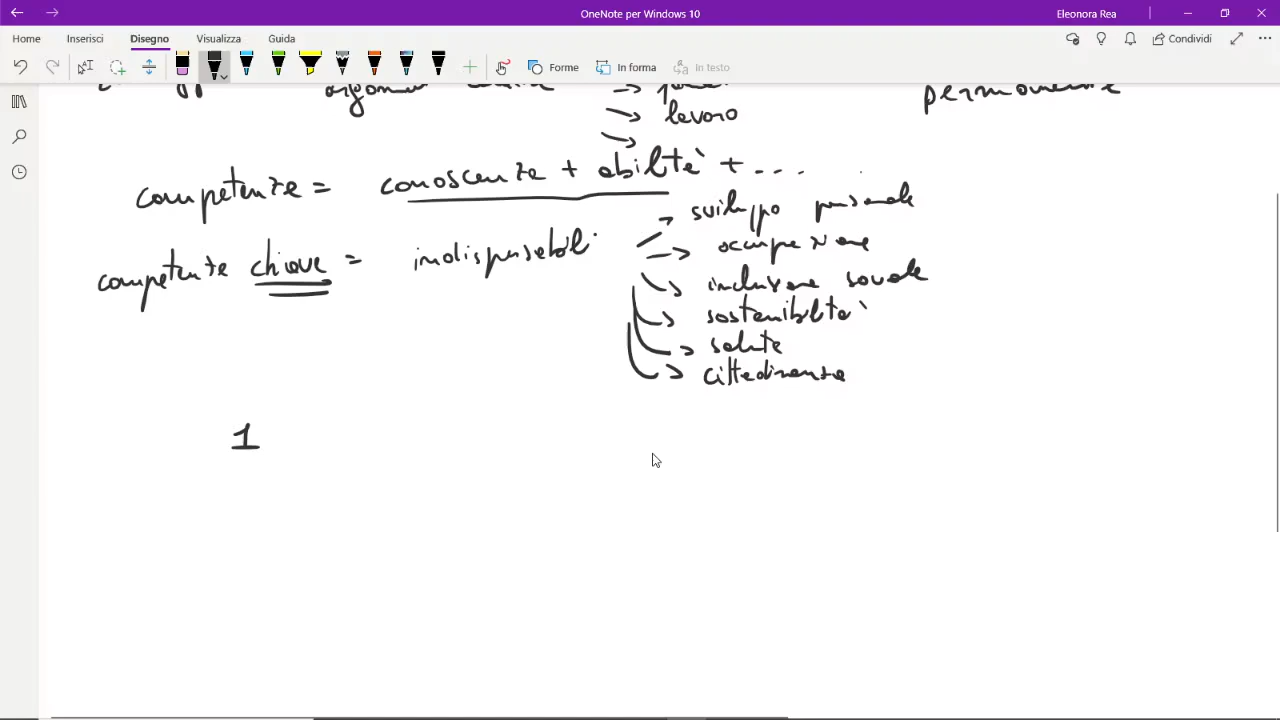 OneNote per Windows 10
Eleonora Rea
Home Inserisci Disegno Visualizza Guida
Condividi
Forme In forma In testo
permanente
lavoro
competenze = conoscenze + abilità + ...
competenze chiave = indispensabili
sviluppo personale
occupazione
inclusione sociale
sostenibilità
salute
cittadinanza
1